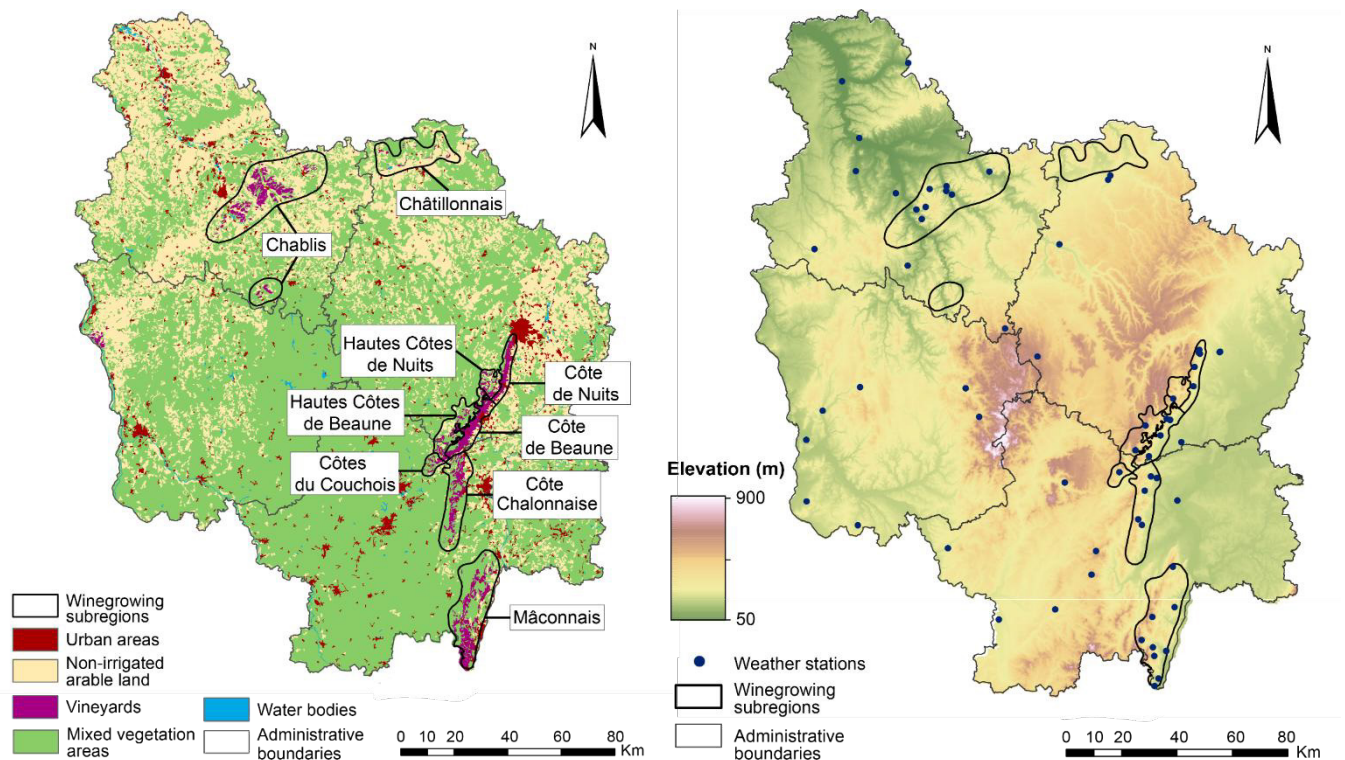 N
Châtillonnais
Chablis
Hautes Côtes
de Nuits
Côte
de Nuits
Hautes Côtes
de Beaune
Côte
de Beaune
Côtes
du Couchois
Côte
Chalonnaise
Mâconnais
Winegrowing
subregions
Urban areas
Non-irrigated
arable land
Vineyards
Mixed vegetation
areas
Water bodies
Administrative
boundaries
0 10 20 40 60 80
Km
N
Elevation (m)
900
50
Weather stations
Winegrowing
subregions
Administrative
boundaries
0 10 20 40 60 80
Km